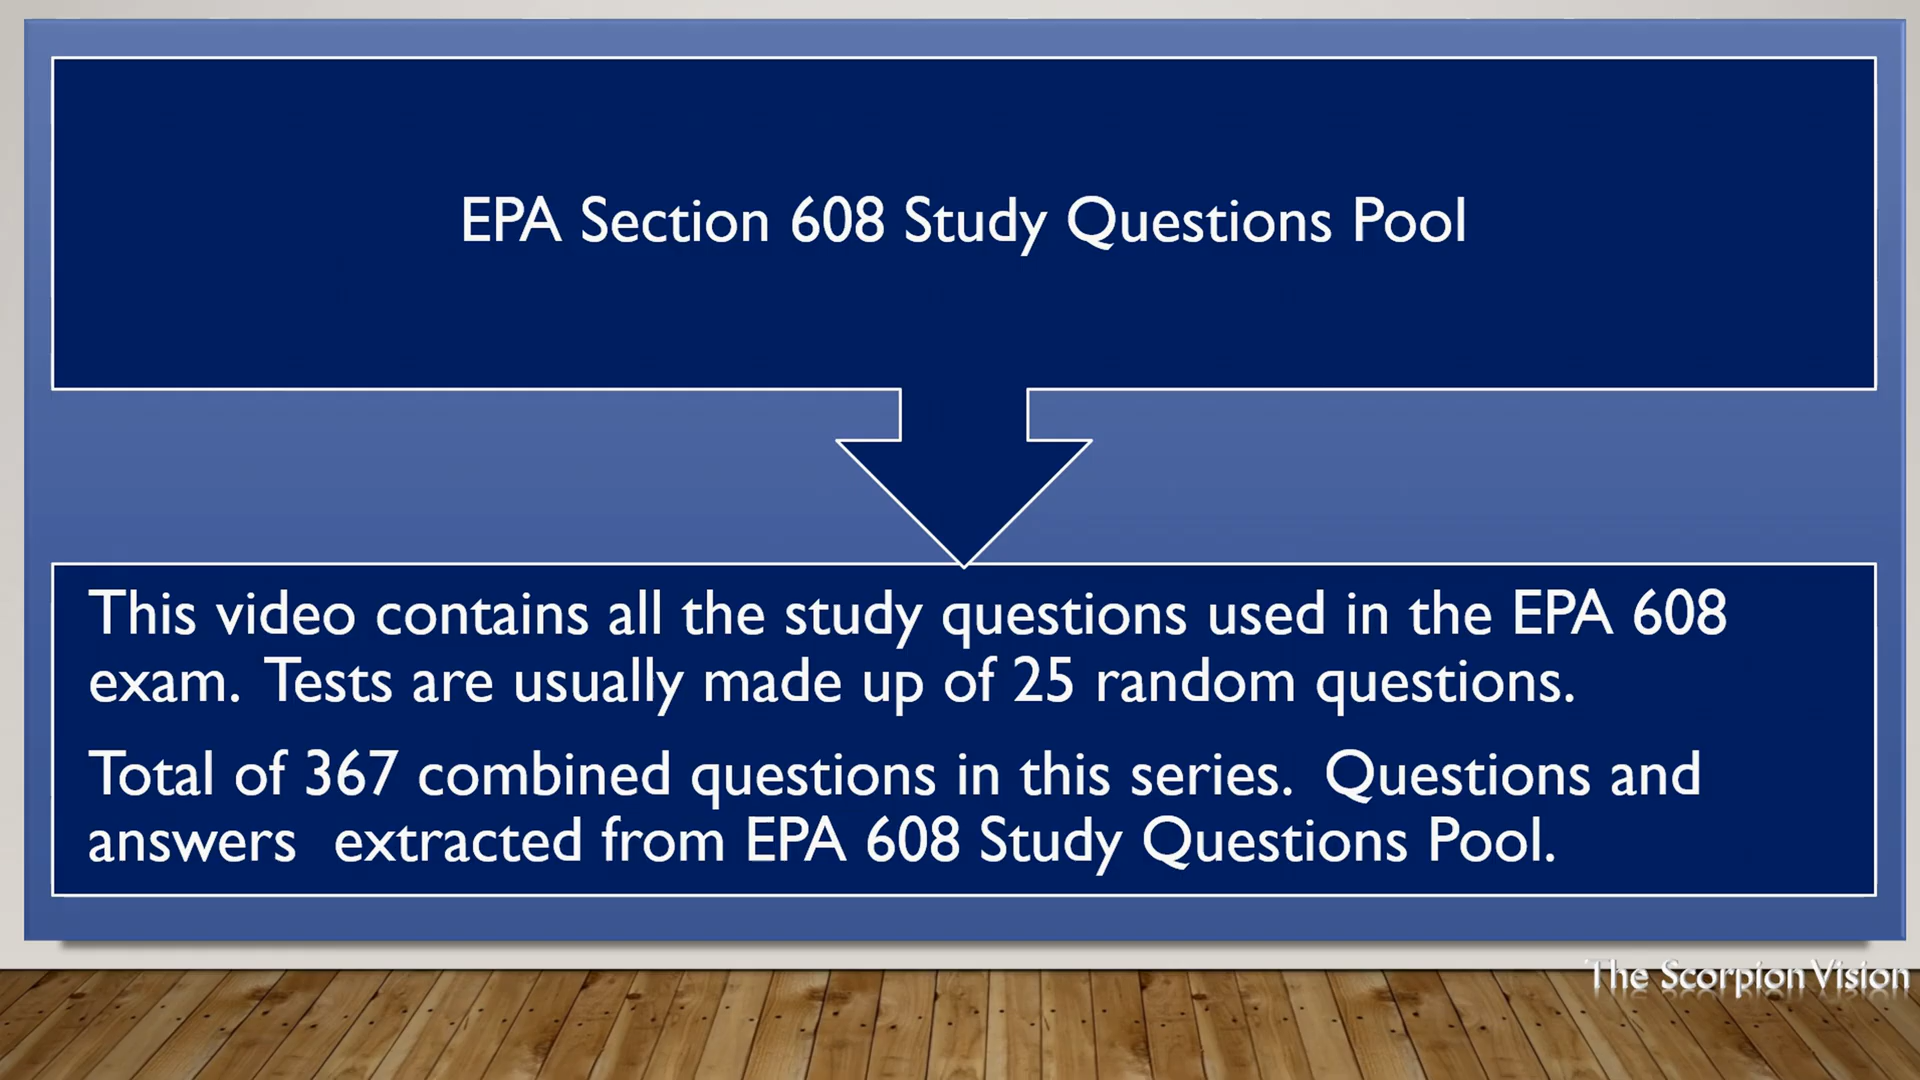 EPA Section 608 Study Questions Pool
This video contains all the study questions used in the EPA 608
exam. Tests are usually made up of 25 random questions.
Total of 367 combined questions in this series. Questions and
answers extracted from EPA 608 Study Questions Pool.
The Scorpion Vision